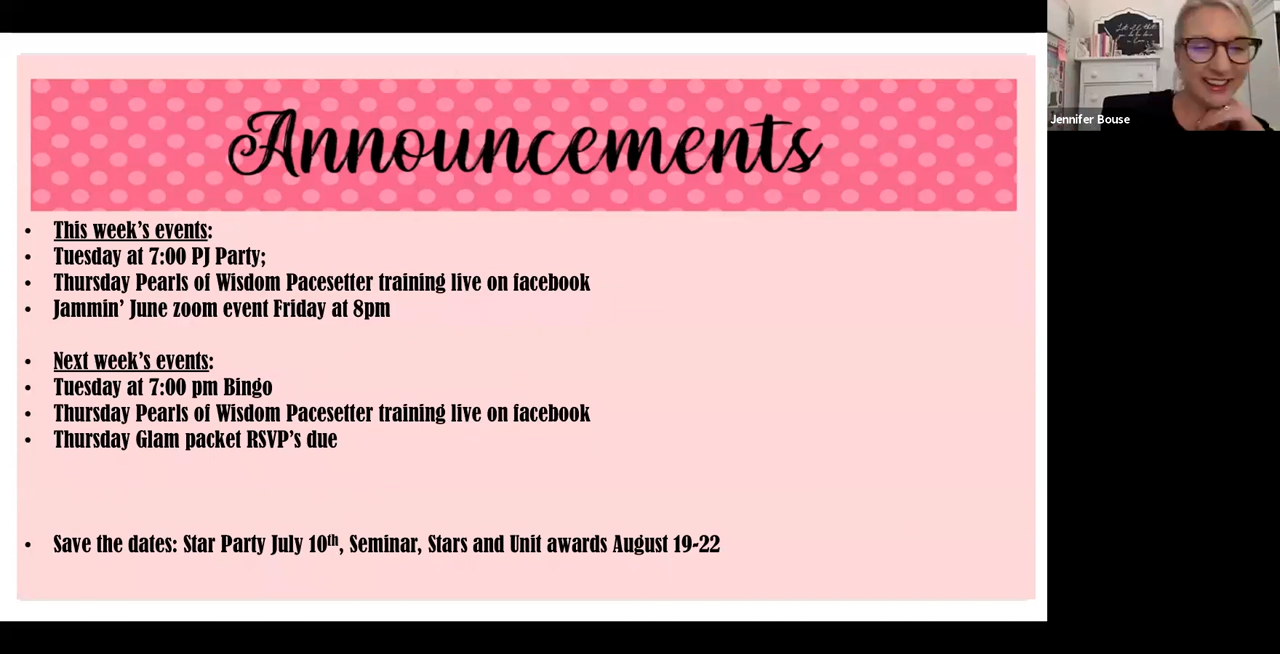 Announcements
This week's events:
Tuesday at 7:00 PJ Party;
Thursday Pearls of Wisdom Pacesetter training live on facebook
Jammin' June zoom event Friday at 8pm
Next week's events:
Tuesday at 7:00 pm Bingo
Thursday Pearls of Wisdom Pacesetter training live on facebook
Thursday Glam packet RSVP's due
Save the dates: Star Party July 10th, Seminar, Stars and Unit awards August 19-22
Jennifer Bouse